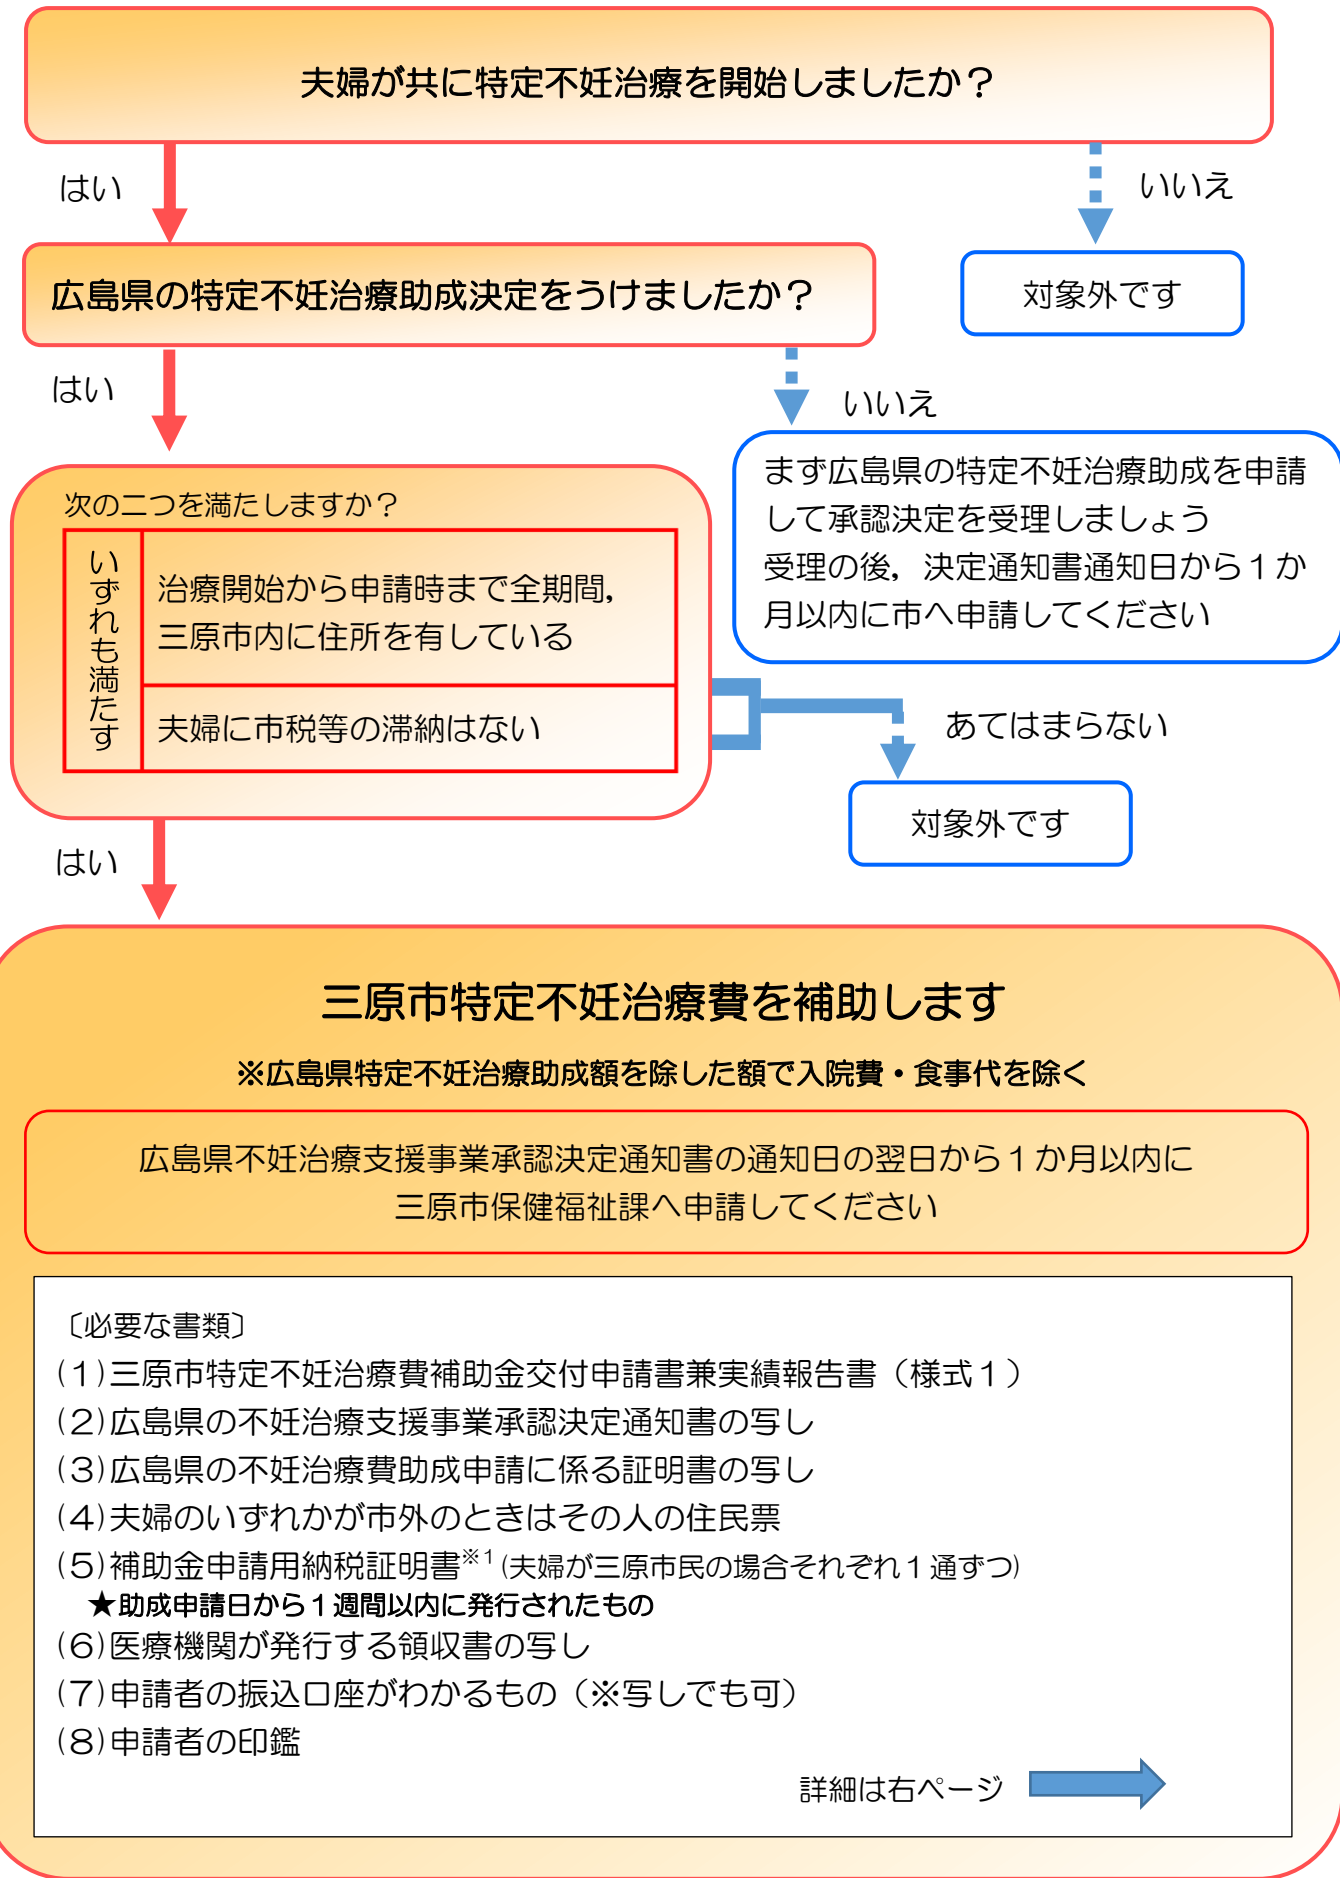 夫婦が共に特定不妊治療を開始しましたか？
はい
いいえ
広島県の特定不妊治療助成決定をうけましたか？
対象外です
はい
いいえ
まず広島県の特定不妊治療助成を申請
して承認決定を受理しましょう
受理の後，決定通知書通知日から１か
月以内に市へ申請してください
次の二つを満たしますか？
いずれも満たす
治療開始から申請時まで全期間，
三原市内に住所を有している
夫婦に市税等の滞納はない
あてはまらない
対象外です
はい
三原市特定不妊治療費を補助します
※広島県特定不妊治療助成額を除した額で入院費・食事代を除く
広島県不妊治療支援事業承認決定通知書の通知日の翌日から１か月以内に
三原市保健福祉課へ申請してください
〔必要な書類〕
(１)三原市特定不妊治療費補助金交付申請書兼実績報告書（様式１）
(２)広島県の不妊治療支援事業承認決定通知書の写し
(３)広島県の不妊治療費助成申請に係る証明書の写し
(４)夫婦のいずれかが市外のときはその人の住民票
(５)補助金申請用納税証明書※１(夫婦が三原市民の場合それぞれ１通ずつ)
★助成申請日から１週間以内に発行されたもの
(６)医療機関が発行する領収書の写し
(７)申請者の振込口座がわかるもの（※写しでも可）
(８)申請者の印鑑
詳細は右ページ